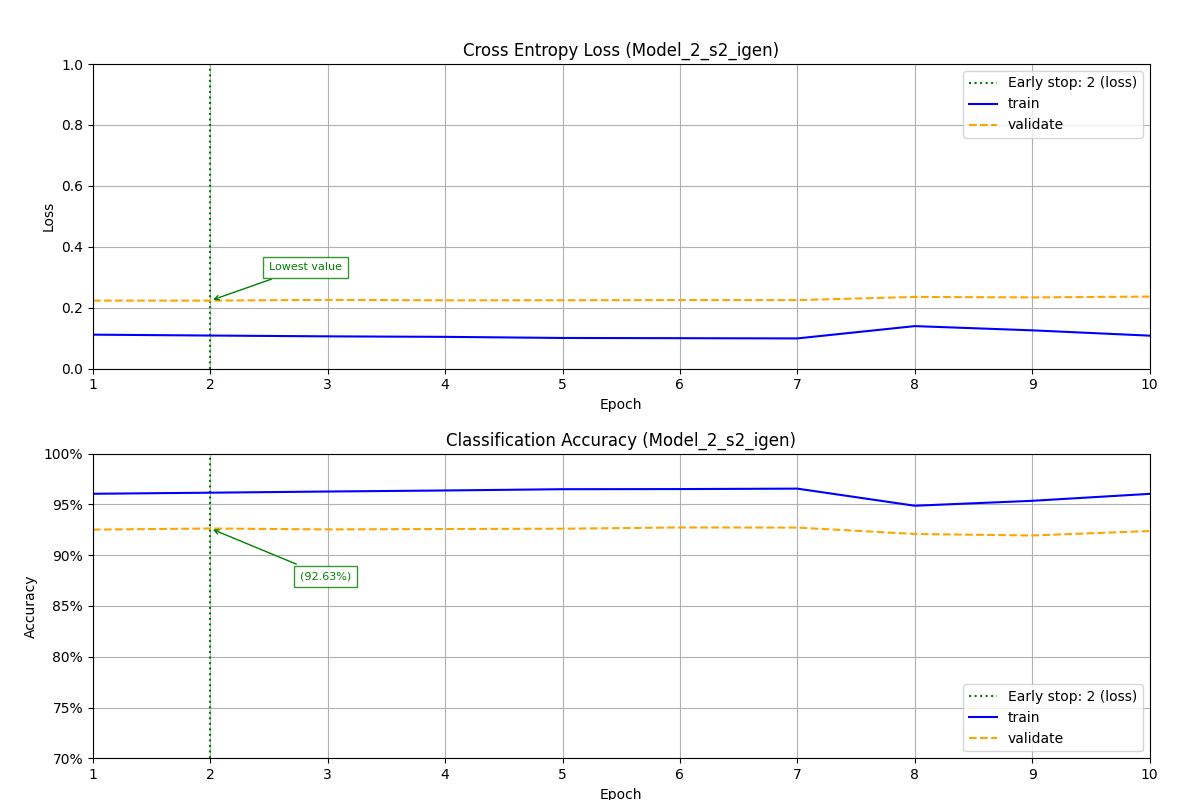 Cross Entropy Loss (Model_2_s2_igen)
1.0
0.8
0.6
0.4
0.2
0.0
Loss
Early stop: 2 (loss)
train
validate
Lowest value
1 2 3 4 5 6 7 8 9 10
Epoch
Classification Accuracy (Model_2_s2_igen)
100%
95%
90%
85%
80%
75%
70%
Accuracy
(92.63%)
Early stop: 2 (loss)
train
validate
1 2 3 4 5 6 7 8 9 10
Epoch